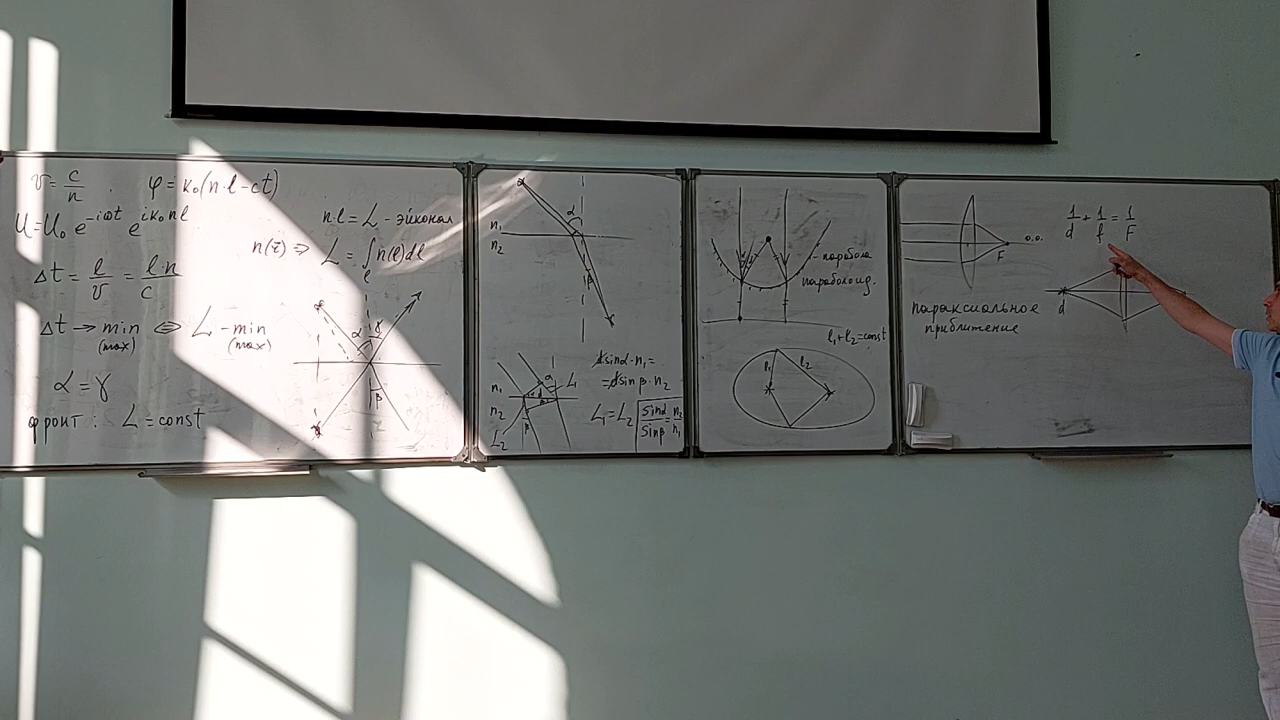 v = c/n , φ = k₀(n·l − ct)
U = U₀ e^(−iωt) e^(ik₀nl)
n·l = L - эйконал
n(r⃗) ⇒ L = ∫_l n(l)dl
Δt = l/v = l·n/c
Δt → min (max) ⇔ L - min (max)
α = γ
фронт : L = const
α γ
β
α
n₁
n₂
β
n₁
n₂
α
α
β
β
L₁
L₂
d sinα·n₁ =
= d sinβ·n₂
L₁ = L₂
sinα/sinβ = n₂/n₁
- парабола
параболоид.
l₁ + l₂ = const
l₁ l₂
F
о.о.
параксиальное
приближение
1/d + 1/f = 1/F
d